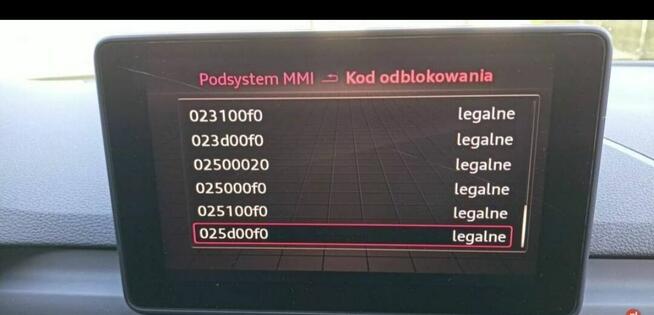 Podsystem MMI Kod odblokowania
023100f0 legalne
023d00f0 legalne
02500020 legalne
025000f0 legalne
025100f0 legalne
025d00f0 legalne